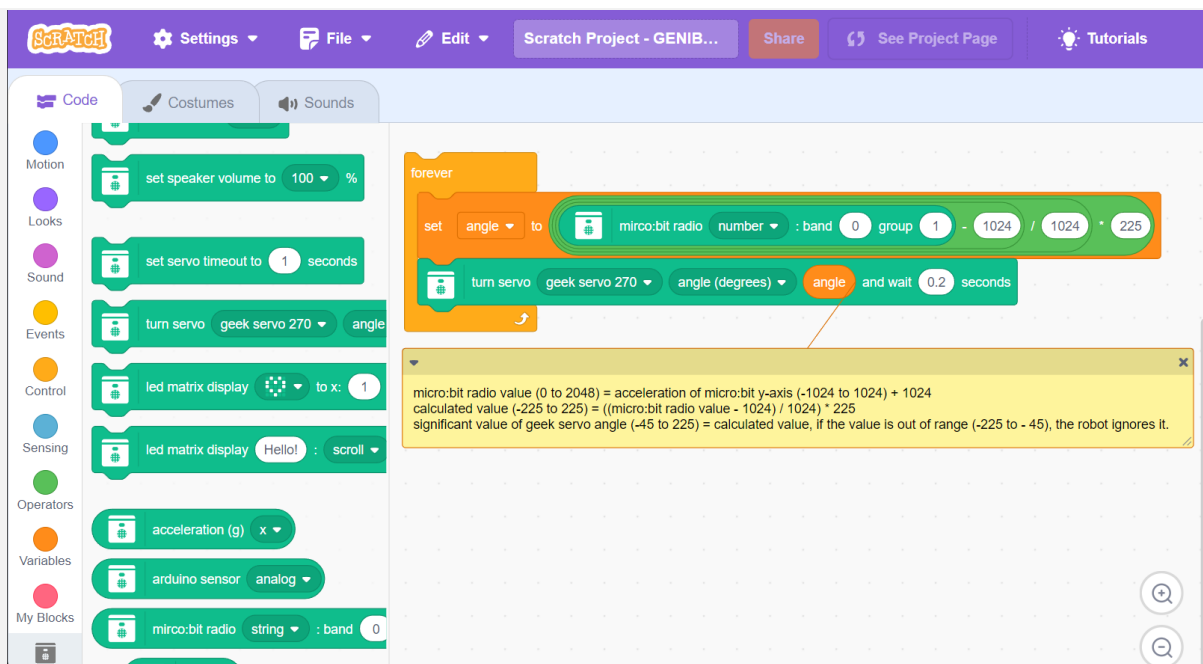 SCRATCH
Settings
File
Edit
Scratch Project - GENIB...
Share
See Project Page
Tutorials
Code
Costumes
Sounds
Motion
Looks
Sound
Events
Control
Sensing
Operators
Variables
My Blocks
set speaker volume to 100 %
set servo timeout to 1 seconds
turn servo geek servo 270 angle
led matrix display to x: 1
led matrix display Hello! : scroll
acceleration (g) x
arduino sensor analog
mirco:bit radio string : band 0
forever
set angle to mirco:bit radio number : band 0 group 1 - 1024 / 1024 * 225
turn servo geek servo 270 angle (degrees) angle and wait 0.2 seconds
micro:bit radio value (0 to 2048) = acceleration of micro:bit y-axis (-1024 to 1024) + 1024
calculated value (-225 to 225) = ((micro:bit radio value - 1024) / 1024) * 225
significant value of geek servo angle (-45 to 225) = calculated value, if the value is out of range (-225 to - 45), the robot ignores it.